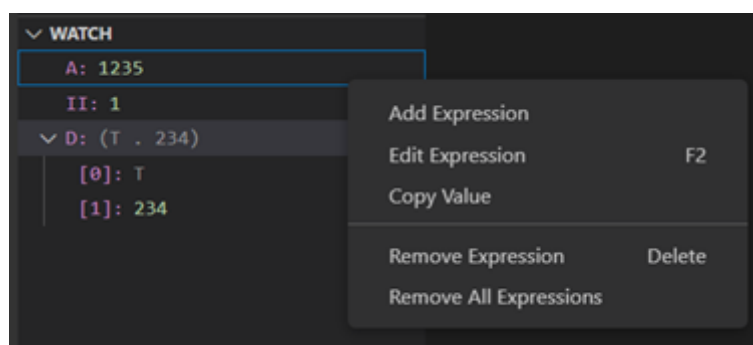 WATCH
A: 1235
II: 1
D: (T . 234)
[0]: T
[1]: 234
Add Expression
Edit Expression F2
Copy Value
Remove Expression Delete
Remove All Expressions